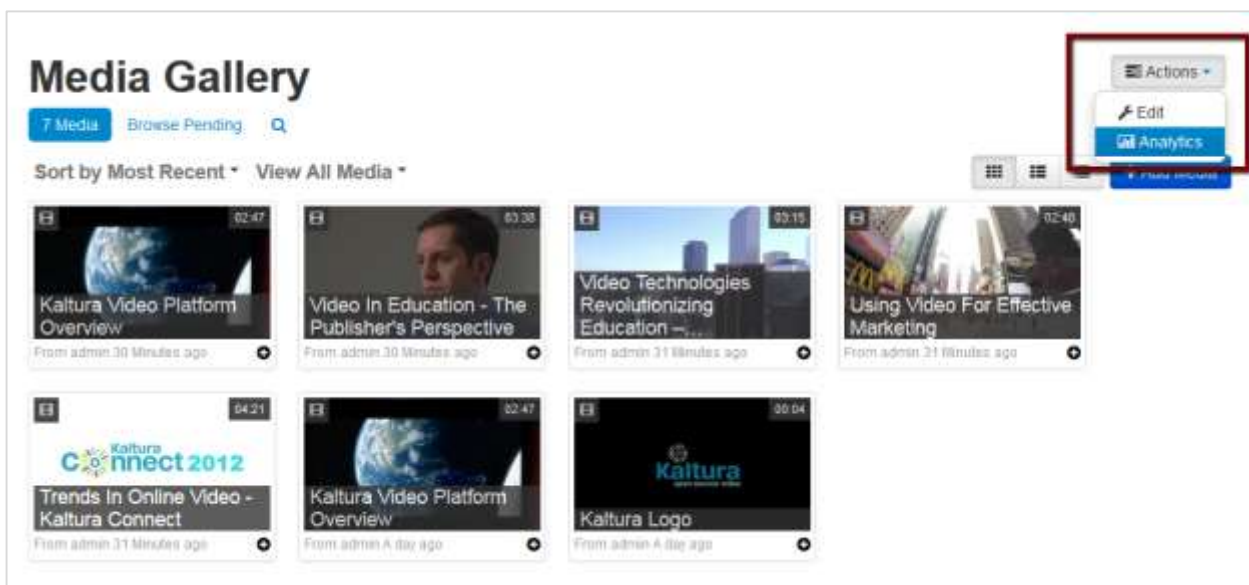 Media Gallery
Actions
Edit
Analytics
7 Media Browse Pending
Sort by Most Recent View All Media
Add Media
02:47
Kaltura Video Platform
Overview
From admin 30 Minutes ago
03:38
Video In Education - The
Publisher's Perspective
From admin 30 Minutes ago
03:15
Video Technologies
Revolutionizing
Education –...
From admin 31 Minutes ago
02:48
Using Video For Effective
Marketing
From admin 31 Minutes ago
04:21
Kaltura
Connect 2012
Trends In Online Video -
Kaltura Connect
From admin 31 Minutes ago
02:47
Kaltura Video Platform
Overview
From admin A day ago
00:04
Kaltura
open source video
Kaltura Logo
From admin A day ago